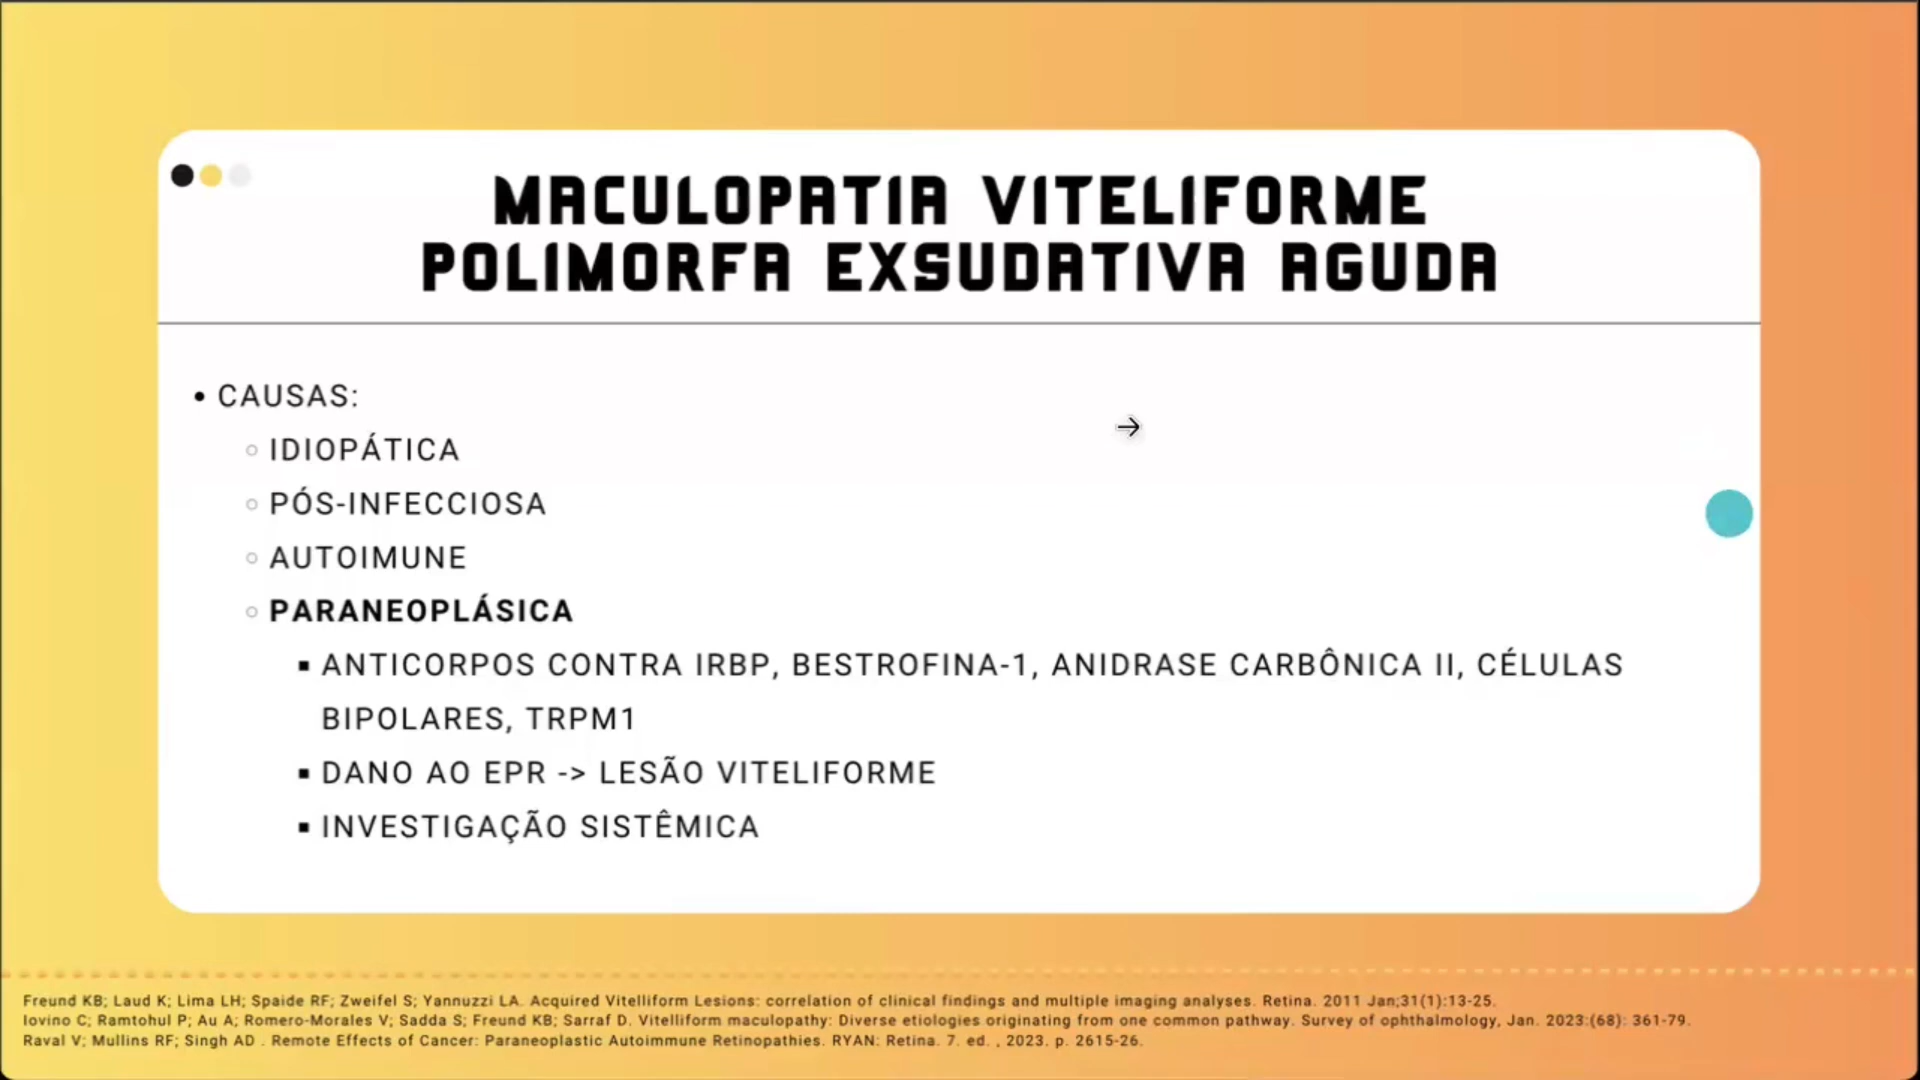 MACULOPATIA VITELIFORME
POLIMORFA EXSUDATIVA AGUDA
• CAUSAS:
○ IDIOPÁTICA
○ PÓS-INFECCIOSA
○ AUTOIMUNE
○ PARANEOPLÁSICA
▪ ANTICORPOS CONTRA IRBP, BESTROFINA-1, ANIDRASE CARBÔNICA II, CÉLULAS
BIPOLARES, TRPM1
▪ DANO AO EPR -> LESÃO VITELIFORME
▪ INVESTIGAÇÃO SISTÊMICA
Freund KB; Laud K; Lima LH; Spaide RF; Zweifel S; Yannuzzi LA. Acquired Vitelliform Lesions: correlation of clinical findings and multiple imaging analyses. Retina. 2011 Jan;31(1):13-25.
Iovino C; Ramtohul P; Au A; Romero-Morales V; Sadda S; Freund KB; Sarraf D. Vitelliform maculopathy: Diverse etiologies originating from one common pathway. Survey of ophthalmology, Jan. 2023:(68): 361-79.
Raval V; Mullins RF; Singh AD . Remote Effects of Cancer: Paraneoplastic Autoimmune Retinopathies. RYAN: Retina. 7. ed. , 2023. p. 2615-26.